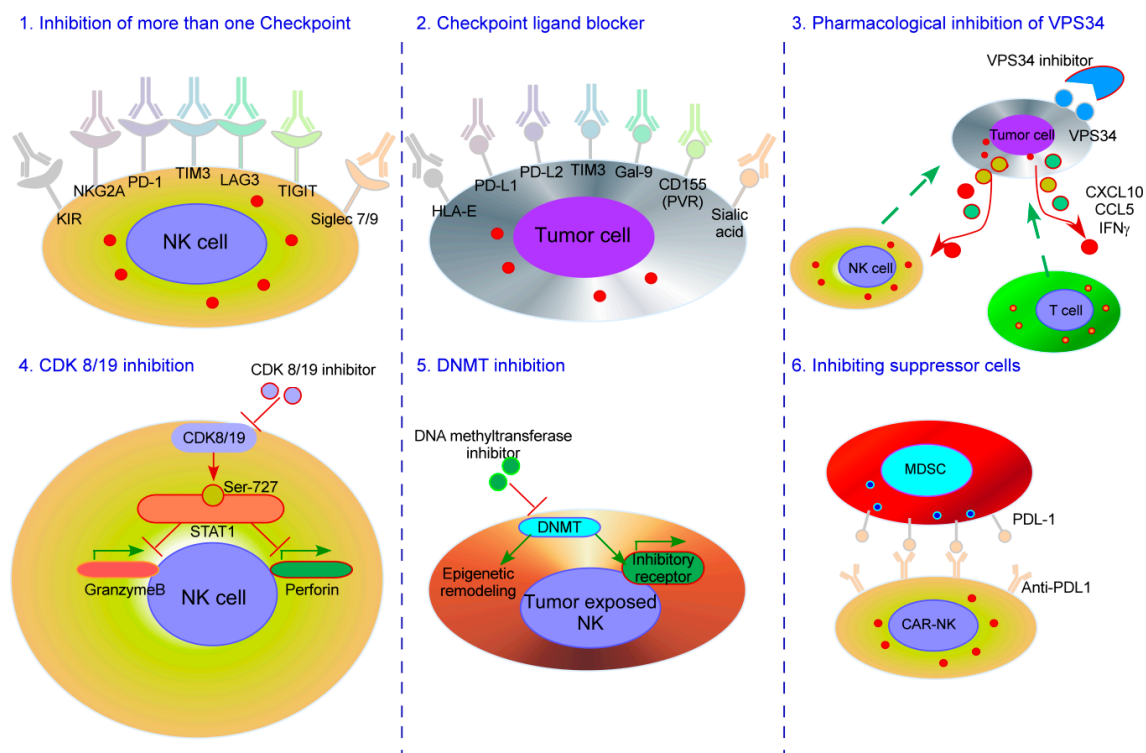 1. Inhibition of more than one Checkpoint
KIR
NKG2A
PD-1
TIM3
LAG3
TIGIT
Siglec 7/9
NK cell
2. Checkpoint ligand blocker
HLA-E
PD-L1
PD-L2
TIM3
Gal-9
CD155
(PVR)
Sialic
acid
Tumor cell
3. Pharmacological inhibition of VPS34
VPS34 inhibitor
Tumor cell
VPS34
CXCL10
CCL5
IFNγ
NK cell
T cell
4. CDK 8/19 inhibition
CDK 8/19 inhibitor
CDK8/19
Ser-727
STAT1
GranzymeB
NK cell
Perforin
5. DNMT inhibition
DNA methyltransferase
inhibitor
DNMT
Epigenetic
remodeling
Inhibitory
receptor
Tumor exposed
NK
6. Inhibiting suppressor cells
MDSC
PDL-1
Anti-PDL1
CAR-NK